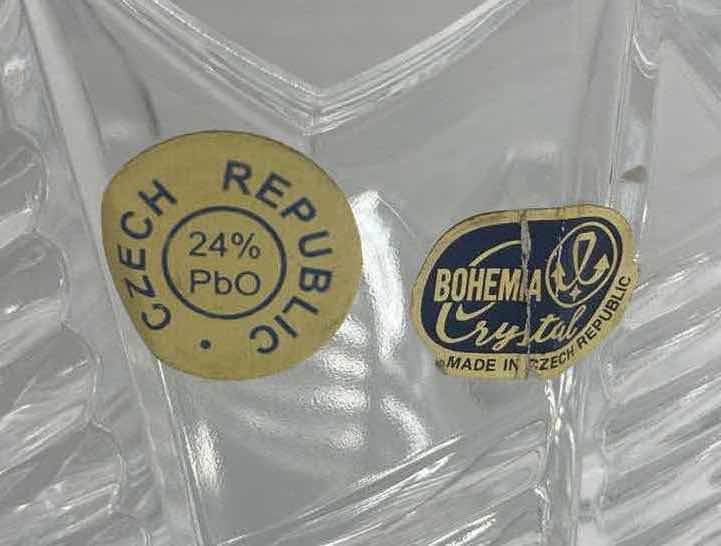 CZECH REPUBLIC
24%
PbO
BOHEMIA
Crystal
MADE IN CZECH REPUBLIC